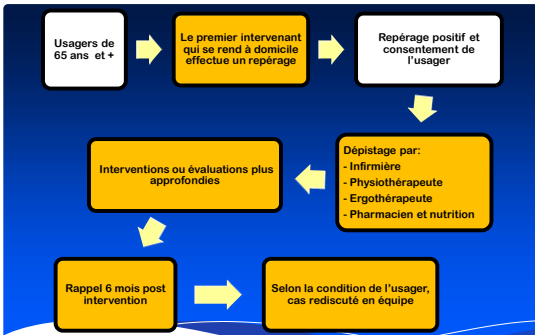 Usagers de
65 ans et +
Le premier intervenant
qui se rend à domicile
effectue un repérage
Repérage positif et
consentement de
l'usager
Dépistage par:
- Infirmière
- Physiothérapeute
- Ergothérapeute
- Pharmacien et nutrition
Interventions ou évaluations plus
approfondies
Rappel 6 mois post
intervention
Selon la condition de l'usager,
cas rediscuté en équipe